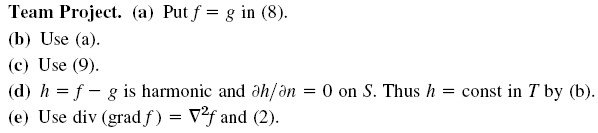 Team Project. (a) Put f = g in (8).
(b) Use (a).
(c) Use (9).
(d) h = f − g is harmonic and ∂h/∂n = 0 on S. Thus h = const in T by (b).
(e) Use div (grad f) = ∇²f and (2).